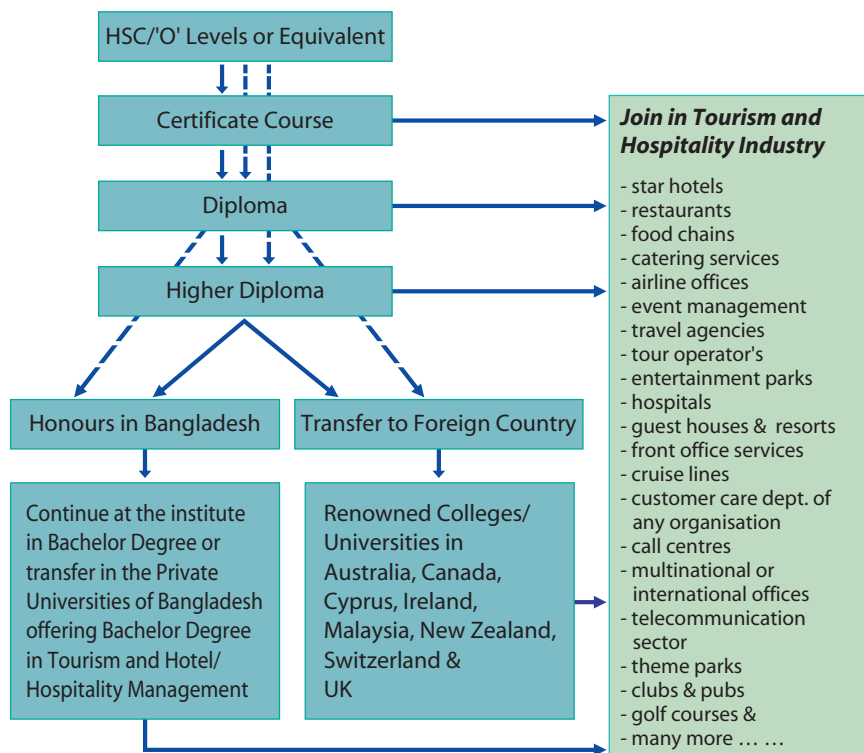 HSC/'O' Levels or Equivalent
Certificate Course
Diploma
Higher Diploma
Honours in Bangladesh
Transfer to Foreign Country
Continue at the institute
in Bachelor Degree or
transfer in the Private
Universities of Bangladesh
offering Bachelor Degree
in Tourism and Hotel/
Hospitality Management
Renowned Colleges/
Universities in
Australia, Canada,
Cyprus, Ireland,
Malaysia, New Zealand,
Switzerland &
UK
Join in Tourism and
Hospitality Industry
- star hotels
- restaurants
- food chains
- catering services
- airline offices
- event management
- travel agencies
- tour operator's
- entertainment parks
- hospitals
- guest houses & resorts
- front office services
- cruise lines
- customer care dept. of
any organisation
- call centres
- multinational or
international offices
- telecommunication
sector
- theme parks
- clubs & pubs
- golf courses &
- many more ... ...